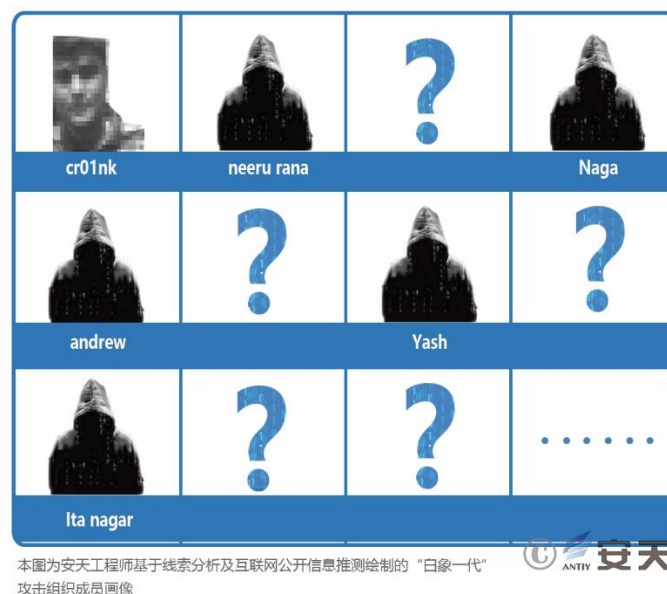 cr01nk
neeru rana
?
Naga
andrew
?
Yash
?
Ita nagar
?
?
......
本图为安天工程师基于线索分析及互联网公开信息推测绘制的“白象一代”
攻击组织成员画像
© ANTIY 安天